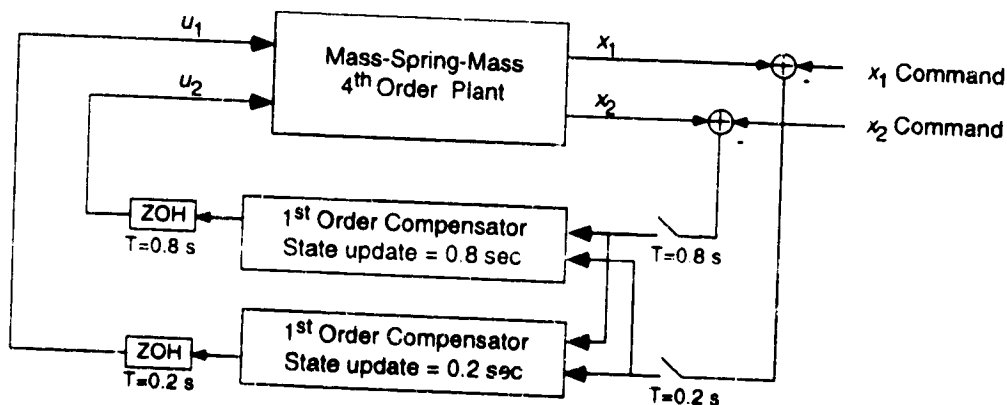 u1
Mass-Spring-Mass
4th Order Plant
x1
x1 Command
u2
x2
x2 Command
ZOH
T=0.8 s
1st Order Compensator
State update = 0.8 sec
T=0.8 s
ZOH
T=0.2 s
1st Order Compensator
State update = 0.2 sec
T=0.2 s